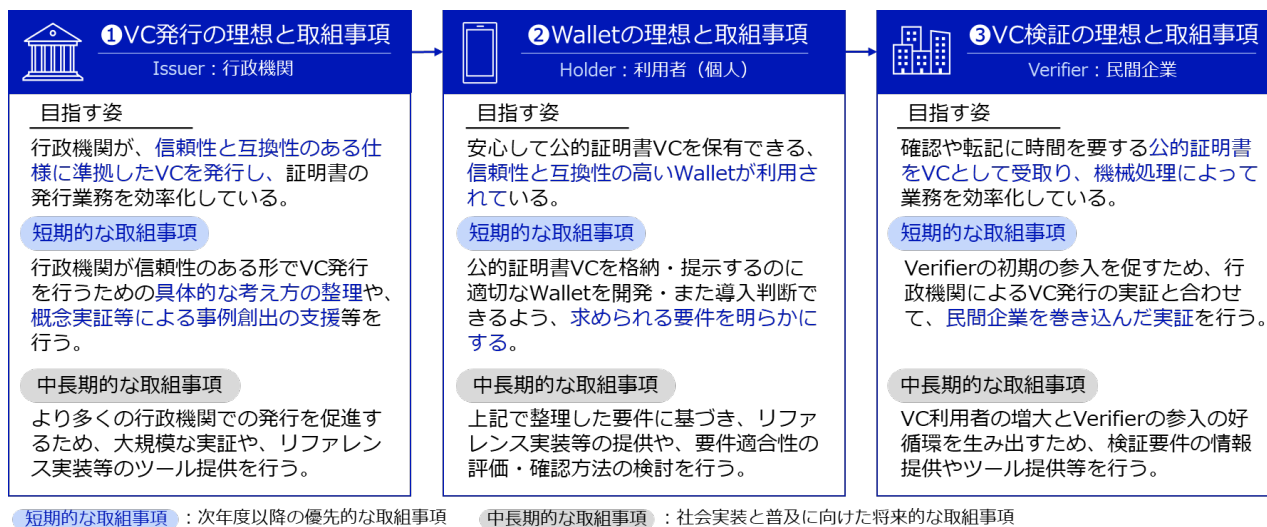 ❶VC発行の理想と取組事項
Issuer：行政機関
目指す姿
行政機関が、信頼性と互換性のある仕
様に準拠したVCを発行し、証明書の
発行業務を効率化している。
短期的な取組事項
行政機関が信頼性のある形でVC発行
を行うための具体的な考え方の整理や、
概念実証等による事例創出の支援等を
行う。
中長期的な取組事項
より多くの行政機関での発行を促進す
るため、大規模な実証や、リファレン
ス実装等のツール提供を行う。
❷Walletの理想と取組事項
Holder：利用者（個人）
目指す姿
安心して公的証明書VCを保有できる、
信頼性と互換性の高いWalletが利用さ
れている。
短期的な取組事項
公的証明書VCを格納・提示するのに
適切なWalletを開発・また導入判断で
きるよう、求められる要件を明らかに
する。
中長期的な取組事項
上記で整理した要件に基づき、リファ
レンス実装等の提供や、要件適合性の
評価・確認方法の検討を行う。
❸VC検証の理想と取組事項
Verifier：民間企業
目指す姿
確認や転記に時間を要する公的証明書
をVCとして受取り、機械処理によって
業務を効率化している。
短期的な取組事項
Verifierの初期の参入を促すため、行
政機関によるVC発行の実証と合わせ
て、民間企業を巻き込んだ実証を行う。
中長期的な取組事項
VC利用者の増大とVerifierの参入の好
循環を生み出すため、検証要件の情報
提供やツール提供等を行う。
短期的な取組事項：次年度以降の優先的な取組事項 中長期的な取組事項：社会実装と普及に向けた将来的な取組事項